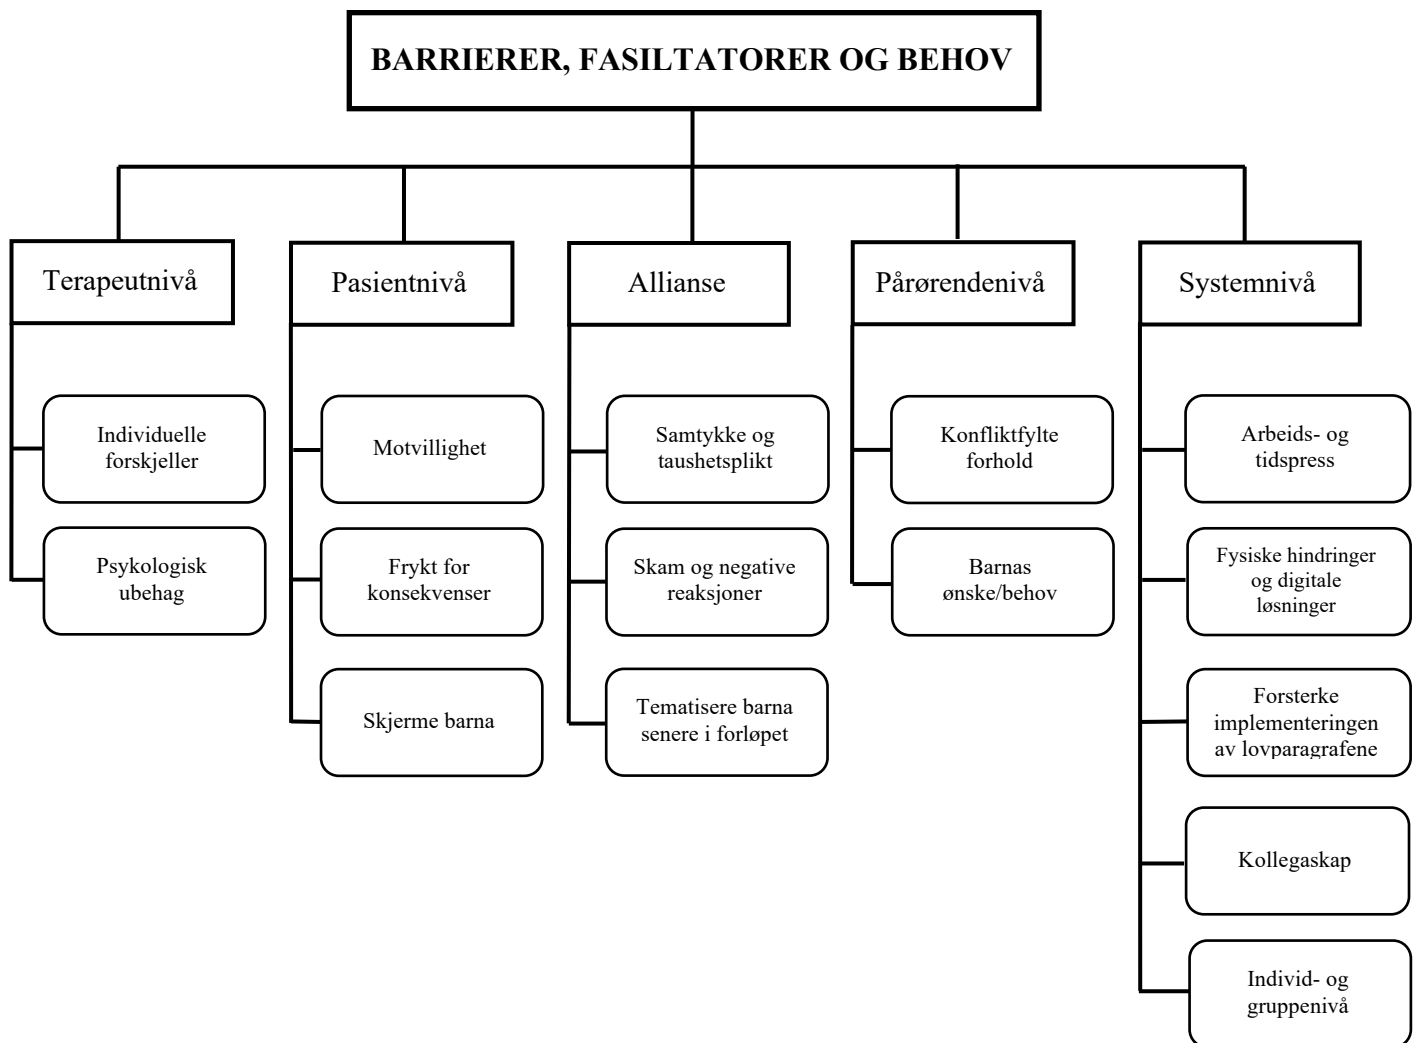 BARRIERER, FASILTATORER OG BEHOV
Terapeutnivå
Individuelle
forskjeller
Psykologisk
ubehag
Pasientnivå
Motvillighet
Frykt for
konsekvenser
Skjerme barna
Allianse
Samtykke og
taushetsplikt
Skam og negative
reaksjoner
Tematisere barna
senere i forløpet
Pårørendenivå
Konfliktfylte
forhold
Barnas
ønske/behov
Systemnivå
Arbeids- og
tidspress
Fysiske hindringer
og digitale
løsninger
Forsterke
implementeringen
av lovparagrafene
Kollegaskap
Individ- og
gruppenivå